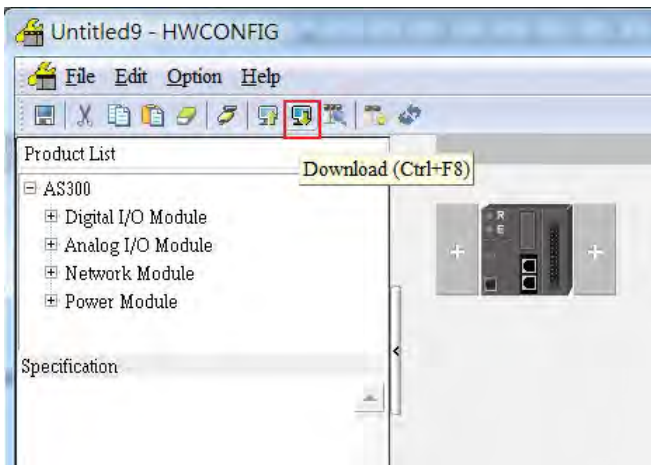 Untitled9 - HWCONFIG
File Edit Option Help
Product List
Download (Ctrl+F8)
AS300
Digital I/O Module
Analog I/O Module
Network Module
Power Module
Specification
R
E